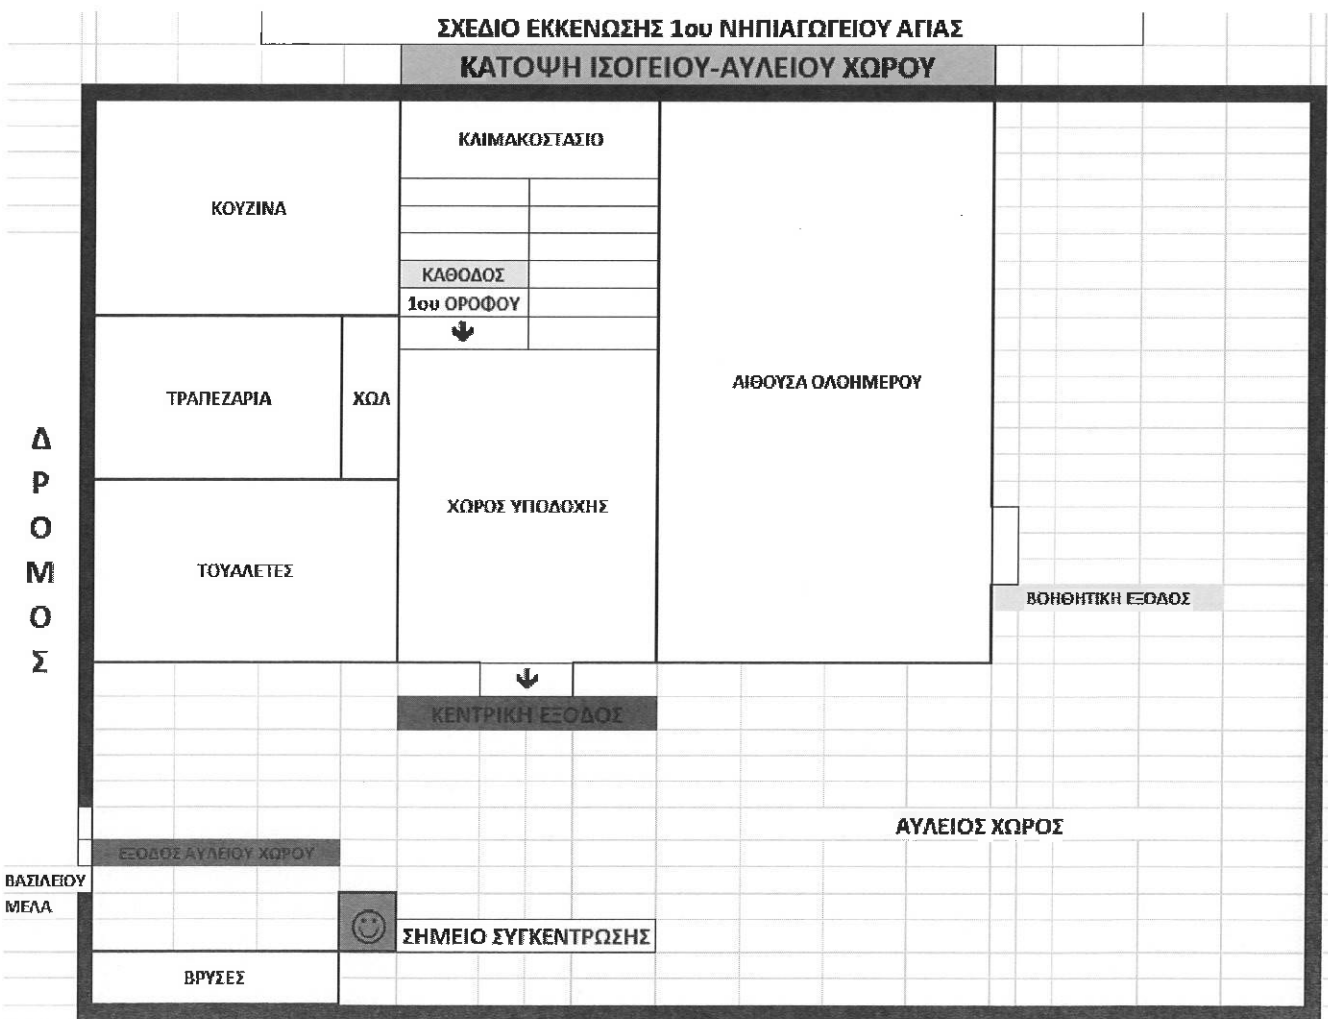 ΣΧΕΔΙΟ ΕΚΚΕΝΩΣΗΣ 1ου ΝΗΠΙΑΓΩΓΕΙΟΥ ΑΓΙΑΣ
ΚΑΤΟΨΗ ΙΣΟΓΕΙΟΥ-ΑΥΛΕΙΟΥ ΧΩΡΟΥ
ΚΛΙΜΑΚΟΣΤΑΣΙΟ
ΚΟΥΖΙΝΑ
ΚΑΘΟΔΟΣ
1ου ΟΡΟΦΟΥ
ΑΙΘΟΥΣΑ ΟΛΟΗΜΕΡΟΥ
ΤΡΑΠΕΖΑΡΙΑ
ΧΩΛ
ΔΡΟΜΟΣ
ΧΩΡΟΣ ΥΠΟΔΟΧΗΣ
ΤΟΥΑΛΕΤΕΣ
ΒΟΗΘΗΤΙΚΗ ΕΞΟΔΟΣ
ΚΕΝΤΡΙΚΗ ΕΞΟΔΟΣ
ΑΥΛΕΙΟΣ ΧΩΡΟΣ
ΕΞΟΔΟΣ ΑΥΛΕΙΟΥ ΧΩΡΟΥ
ΒΑΣΙΛΕΙΟΥ
ΜΕΛΑ
ΣΗΜΕΙΟ ΣΥΓΚΕΝΤΡΩΣΗΣ
ΒΡΥΣΕΣ